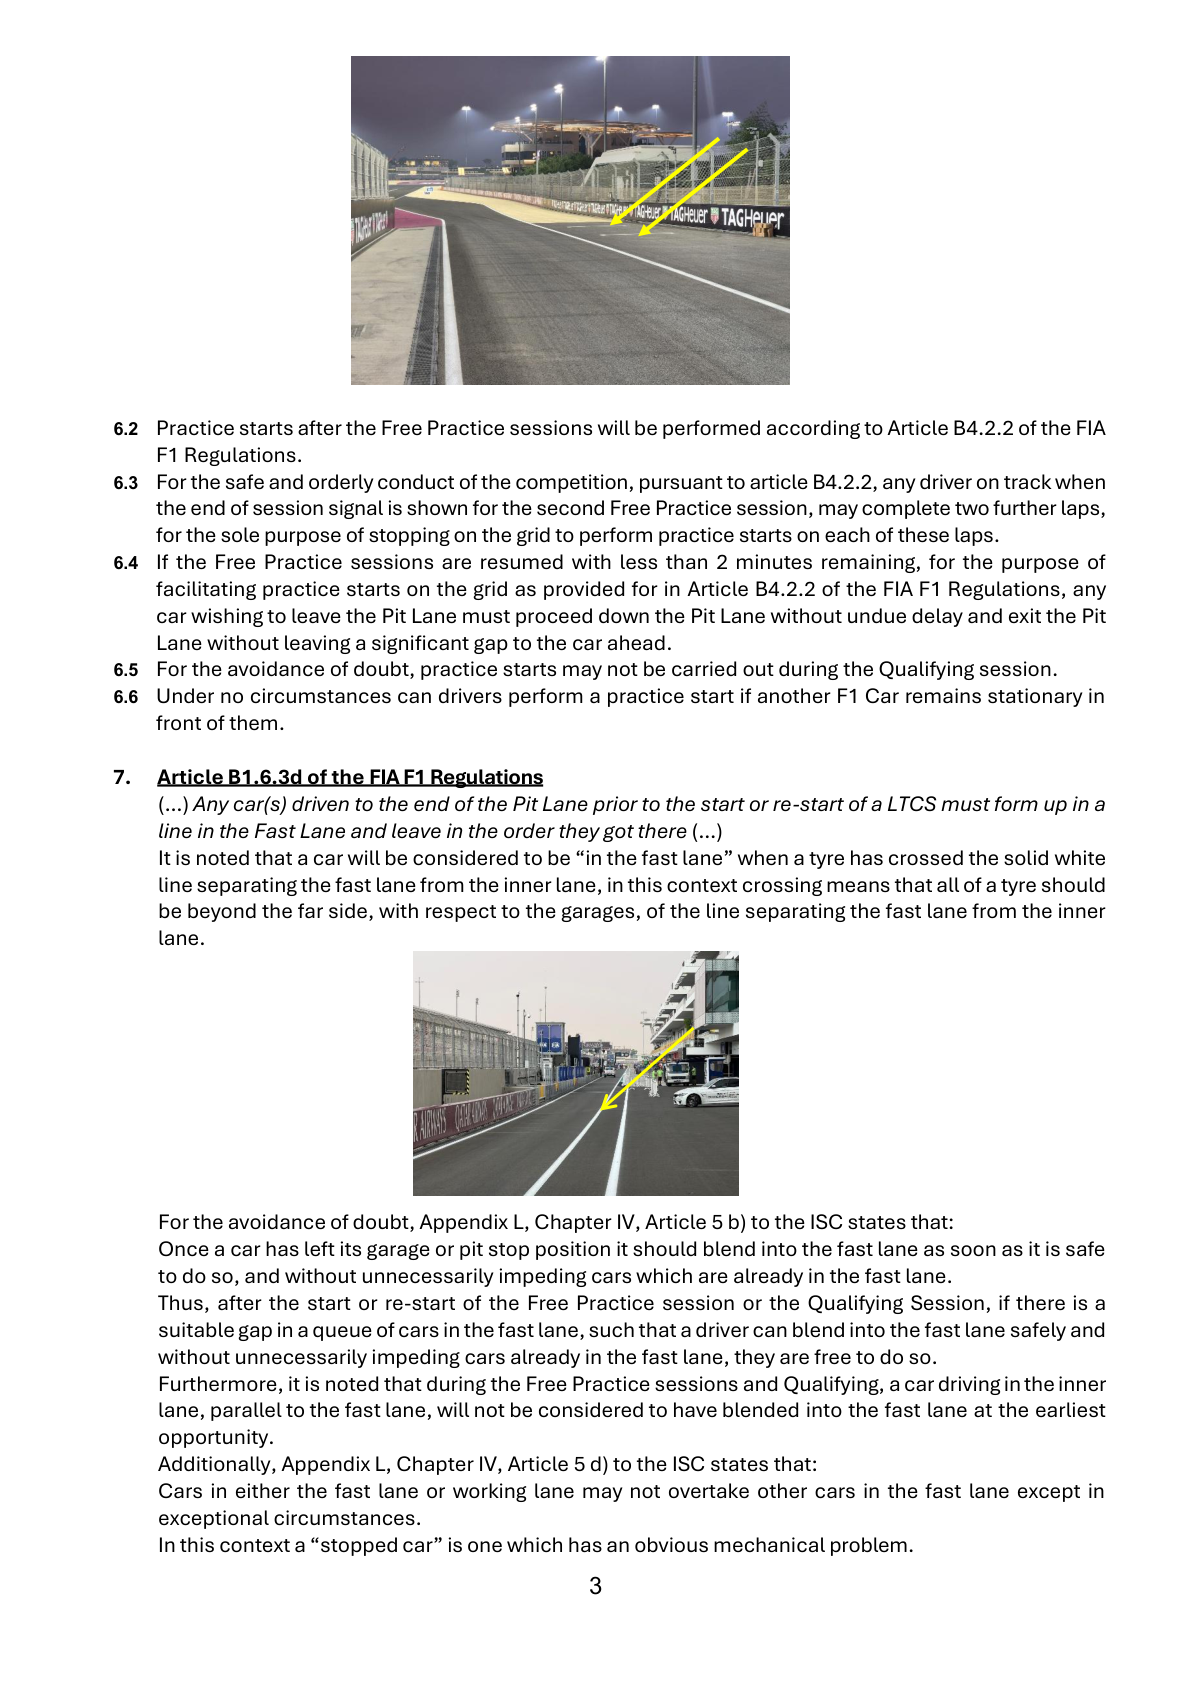 TAGHeuer TAGHeuer TAGHeuer
6.2 Practice starts after the Free Practice sessions will be performed according to Article B4.2.2 of the FIA
F1 Regulations.
6.3 For the safe and orderly conduct of the competition, pursuant to article B4.2.2, any driver on track when
the end of session signal is shown for the second Free Practice session, may complete two further laps,
for the sole purpose of stopping on the grid to perform practice starts on each of these laps.
6.4 If the Free Practice sessions are resumed with less than 2 minutes remaining, for the purpose of
facilitating practice starts on the grid as provided for in Article B4.2.2 of the FIA F1 Regulations, any
car wishing to leave the Pit Lane must proceed down the Pit Lane without undue delay and exit the Pit
Lane without leaving a significant gap to the car ahead.
6.5 For the avoidance of doubt, practice starts may not be carried out during the Qualifying session.
6.6 Under no circumstances can drivers perform a practice start if another F1 Car remains stationary in
front of them.
7. Article B1.6.3d of the FIA F1 Regulations
(...) Any car(s) driven to the end of the Pit Lane prior to the start or re-start of a LTCS must form up in a
line in the Fast Lane and leave in the order they got there (...)
It is noted that a car will be considered to be “in the fast lane” when a tyre has crossed the solid white
line separating the fast lane from the inner lane, in this context crossing means that all of a tyre should
be beyond the far side, with respect to the garages, of the line separating the fast lane from the inner
lane.
AIRWAYS QATAR AIRWAYS
For the avoidance of doubt, Appendix L, Chapter IV, Article 5 b) to the ISC states that:
Once a car has left its garage or pit stop position it should blend into the fast lane as soon as it is safe
to do so, and without unnecessarily impeding cars which are already in the fast lane.
Thus, after the start or re-start of the Free Practice session or the Qualifying Session, if there is a
suitable gap in a queue of cars in the fast lane, such that a driver can blend into the fast lane safely and
without unnecessarily impeding cars already in the fast lane, they are free to do so.
Furthermore, it is noted that during the Free Practice sessions and Qualifying, a car driving in the inner
lane, parallel to the fast lane, will not be considered to have blended into the fast lane at the earliest
opportunity.
Additionally, Appendix L, Chapter IV, Article 5 d) to the ISC states that:
Cars in either the fast lane or working lane may not overtake other cars in the fast lane except in
exceptional circumstances.
In this context a “stopped car” is one which has an obvious mechanical problem.
3